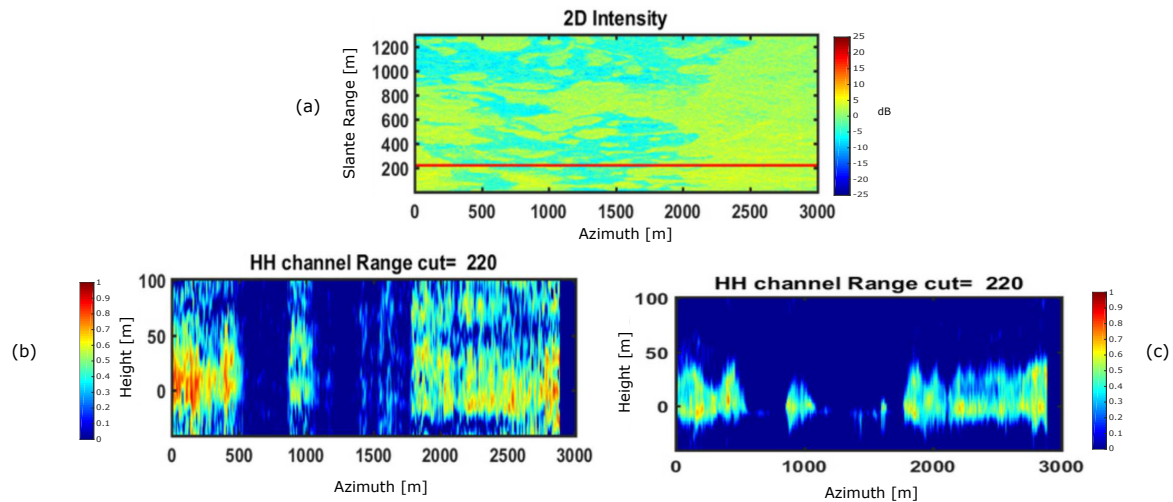 2D Intensity
(a)
Slante Range [m]
1200
1000
800
600
400
200
0 500 1000 1500 2000 2500 3000
Azimuth [m]
25
20
15
10
5
0
-5
-10
-15
-20
-25
dB
HH channel Range cut= 220
(b)
1
0.9
0.8
0.7
0.6
0.5
0.4
0.3
0.2
0.1
0
Height [m]
100
50
0
0 500 1000 1500 2000 2500 3000
Azimuth [m]
HH channel Range cut= 220
Height [m]
100
50
0
0 1000 2000 3000
Azimuth [m]
1
0.9
0.8
0.7
0.6
0.5
0.4
0.3
0.2
0.1
0
(c)